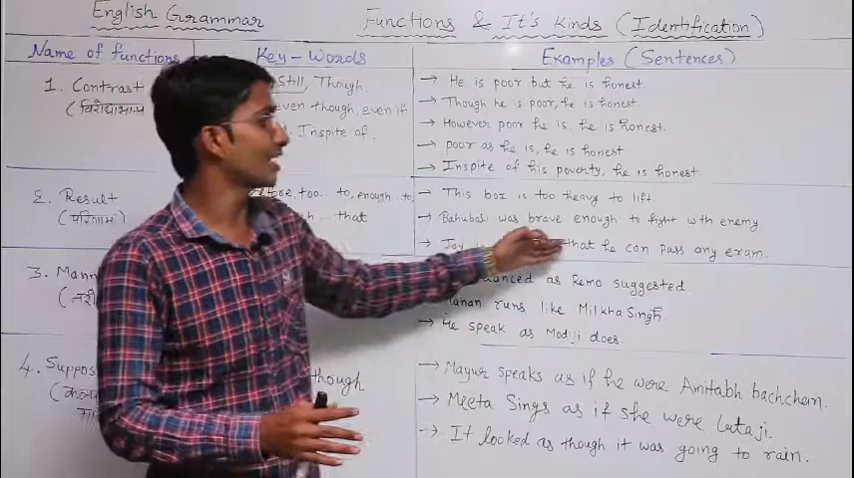 English Grammar
Functions & It's Kinds (Identification)
Name of functions
Key - Words
Examples (Sentences)
1. Contrast
(विरोधाभाष
Still, Though
even though, even if
Inspite of.
→ He is poor but he is honest.
→ Though he is poor, he is honest.
→ However poor he is, he is honest.
→ poor as he is, he is honest
→ Inspite of his poverty, he is honest.
2. Result
(परिणाम)
too... to, enough to,
... that
→ This box is too heavy to lift.
→ Bahubali was brave enough to fight with enemy.
→ Jay that he can pass any exam.
3. Mann
as Remo suggested.
runs like Milkha Singh.
→ He speak as Modiji does.
4. Suppos
though
→ Mayur speaks as if he were Amitabh bachchan.
→ Meeta Sings as if she were Lataji.
→ It looked as though it was going to rain.